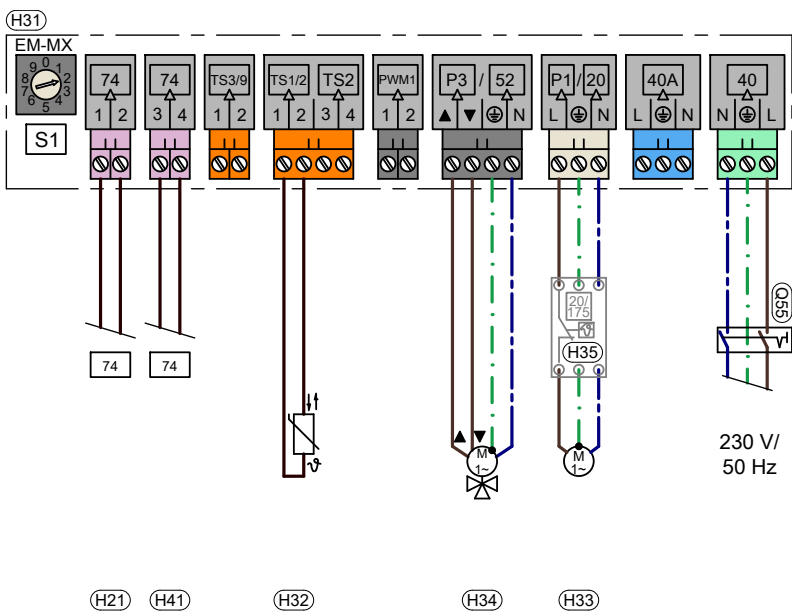 H31
EM-MX
0 1 2 3 4 5 6 7 8 9
S1
74 74 TS3/9 TS1/2 TS2 PWM1 P3 / 52 P1 / 20 40A 40
1 2 3 4 1 2 1 2 3 4 1 2 ▲ ▼ N L N L N N L
20/
175
H35
Q55
74 74
ϑ
M
1~
M
1~
230 V/
50 Hz
H21 H41 H32 H34 H33